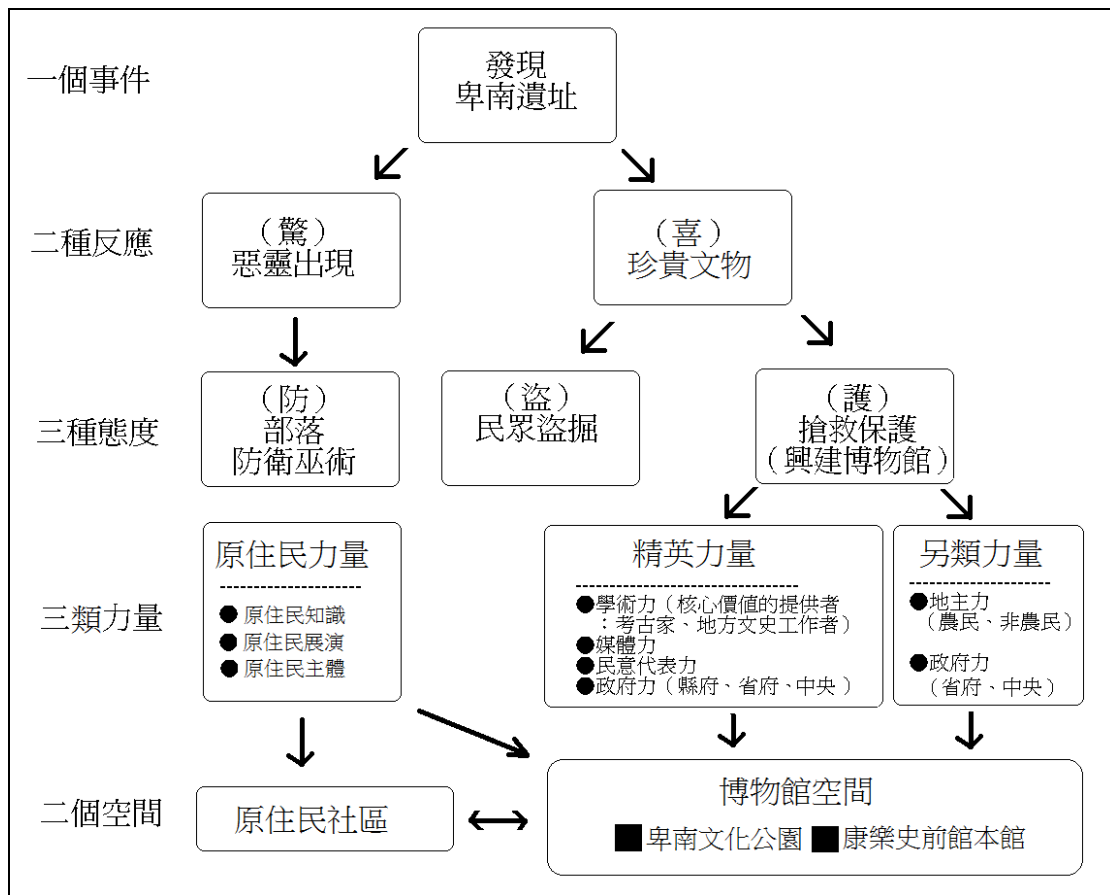 一個事件
發現
卑南遺址
二種反應
（驚）
惡靈出現
（喜）
珍貴文物
三種態度
（防）
部落
防衛巫術
（盜）
民眾盜掘
（護）
搶救保護
（興建博物館）
三類力量
原住民力量
●原住民知識
●原住民展演
●原住民主體
精英力量
●學術力（核心價值的提供者
：考古家、地方文史工作者）
●媒體力
●民意代表力
●政府力（縣府、省府、中央）
另類力量
●地主力
（農民、非農民）
●政府力
（省府、中央）
二個空間
原住民社區
博物館空間
■卑南文化公園 ■康樂史前館本館